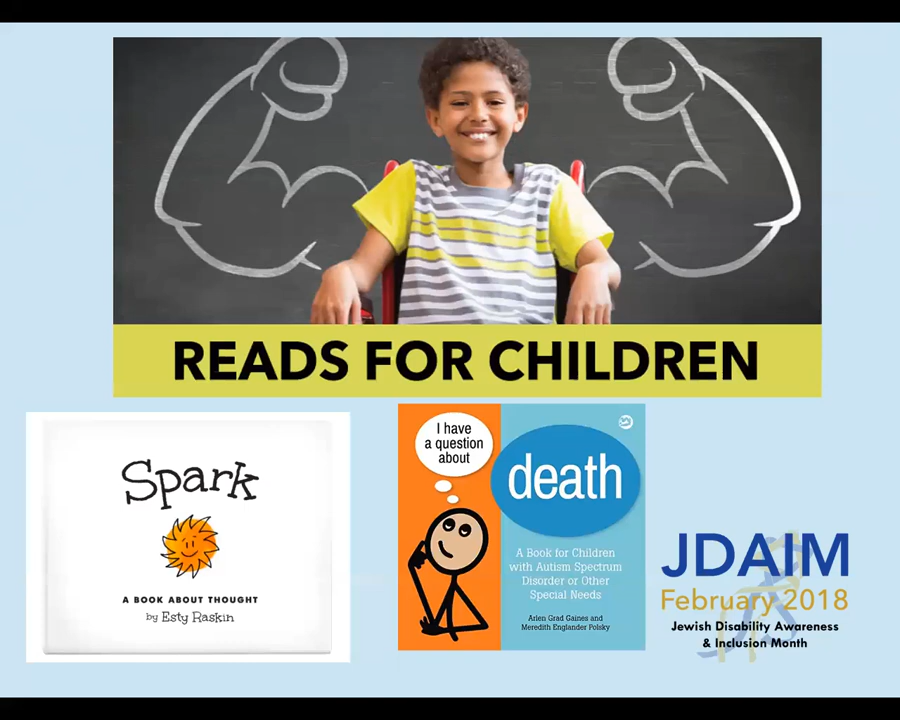 READS FOR CHILDREN
Spark
A BOOK ABOUT THOUGHT
by Esty Raskin
I have
a question
about
death
A Book for Children
with Autism Spectrum
Disorder or Other
Special Needs
Arlen Grad Gaines and
Meredith Englander Polsky
JDAIM
February 2018
Jewish Disability Awareness
& Inclusion Month